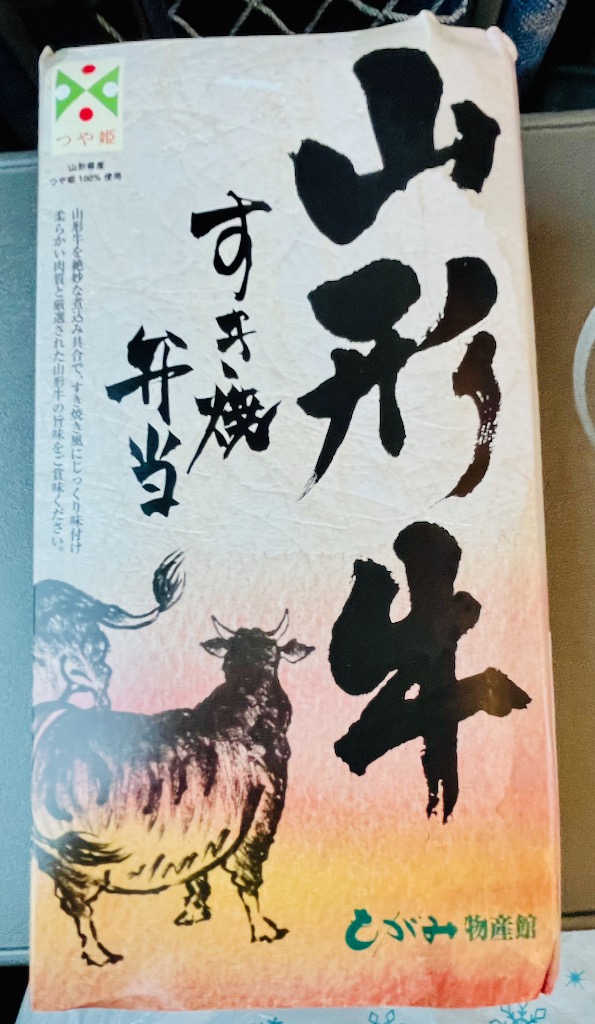 山形牛
すき焼
弁当
つや姫
山形県産
つや姫100%使用
山形牛を絶妙な煮込み具合で、すき焼き風にじっくり味付け
柔らかい肉質と厳選された山形牛の旨味をご賞味ください。
もがみ物産館